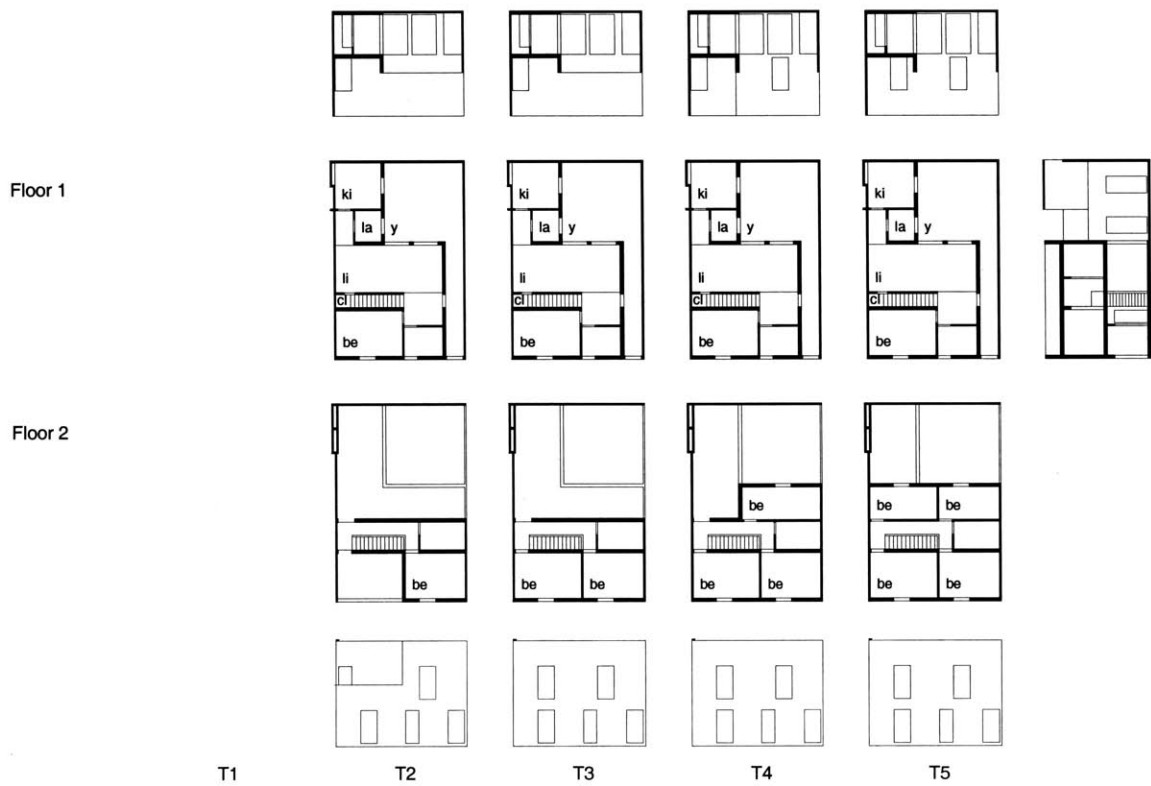 Floor 1
ki ki ki ki
la y la y la y la y
li li li li
cl cl cl cl
be be be be
Floor 2
be be be
be be be be be be be
T1 T2 T3 T4 T5